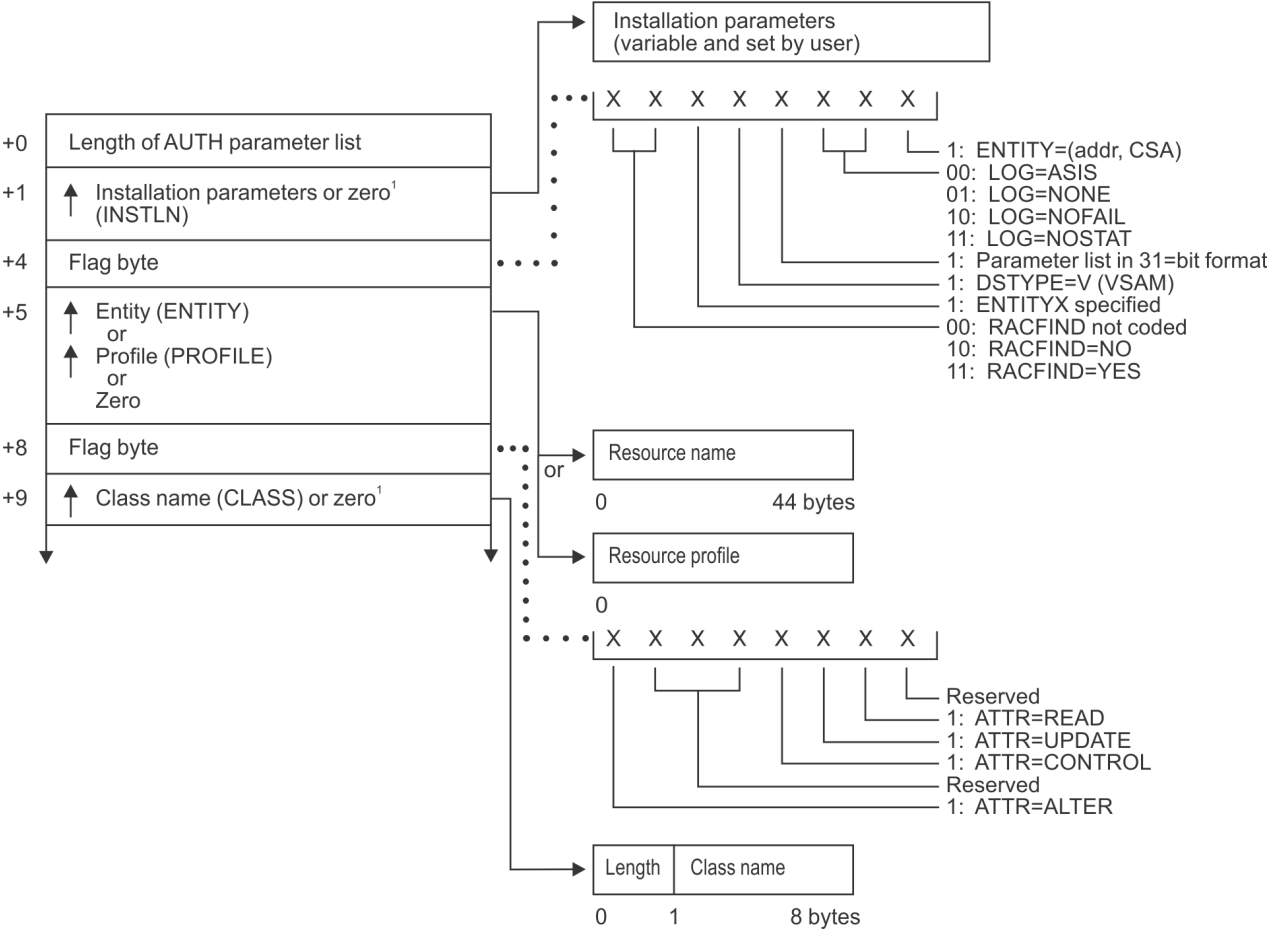 Installation parameters
(variable and set by user)
X X X X X X X X
+0 Length of AUTH parameter list
+1 Installation parameters or zero1
(INSTLN)
+4 Flag byte
1: ENTITY=(addr, CSA)
00: LOG=ASIS
01: LOG=NONE
10: LOG=NOFAIL
11: LOG=NOSTAT
1: Parameter list in 31=bit format
1: DSTYPE=V (VSAM)
1: ENTITYX specified
00: RACFIND not coded
10: RACFIND=NO
11: RACFIND=YES
+5 Entity (ENTITY)
or
Profile (PROFILE)
or
Zero
+8 Flag byte
+9 Class name (CLASS) or zero1
or
Resource name
0 44 bytes
Resource profile
0
X X X X X X X X
Reserved
1: ATTR=READ
1: ATTR=UPDATE
1: ATTR=CONTROL
Reserved
1: ATTR=ALTER
Length Class name
0 1 8 bytes